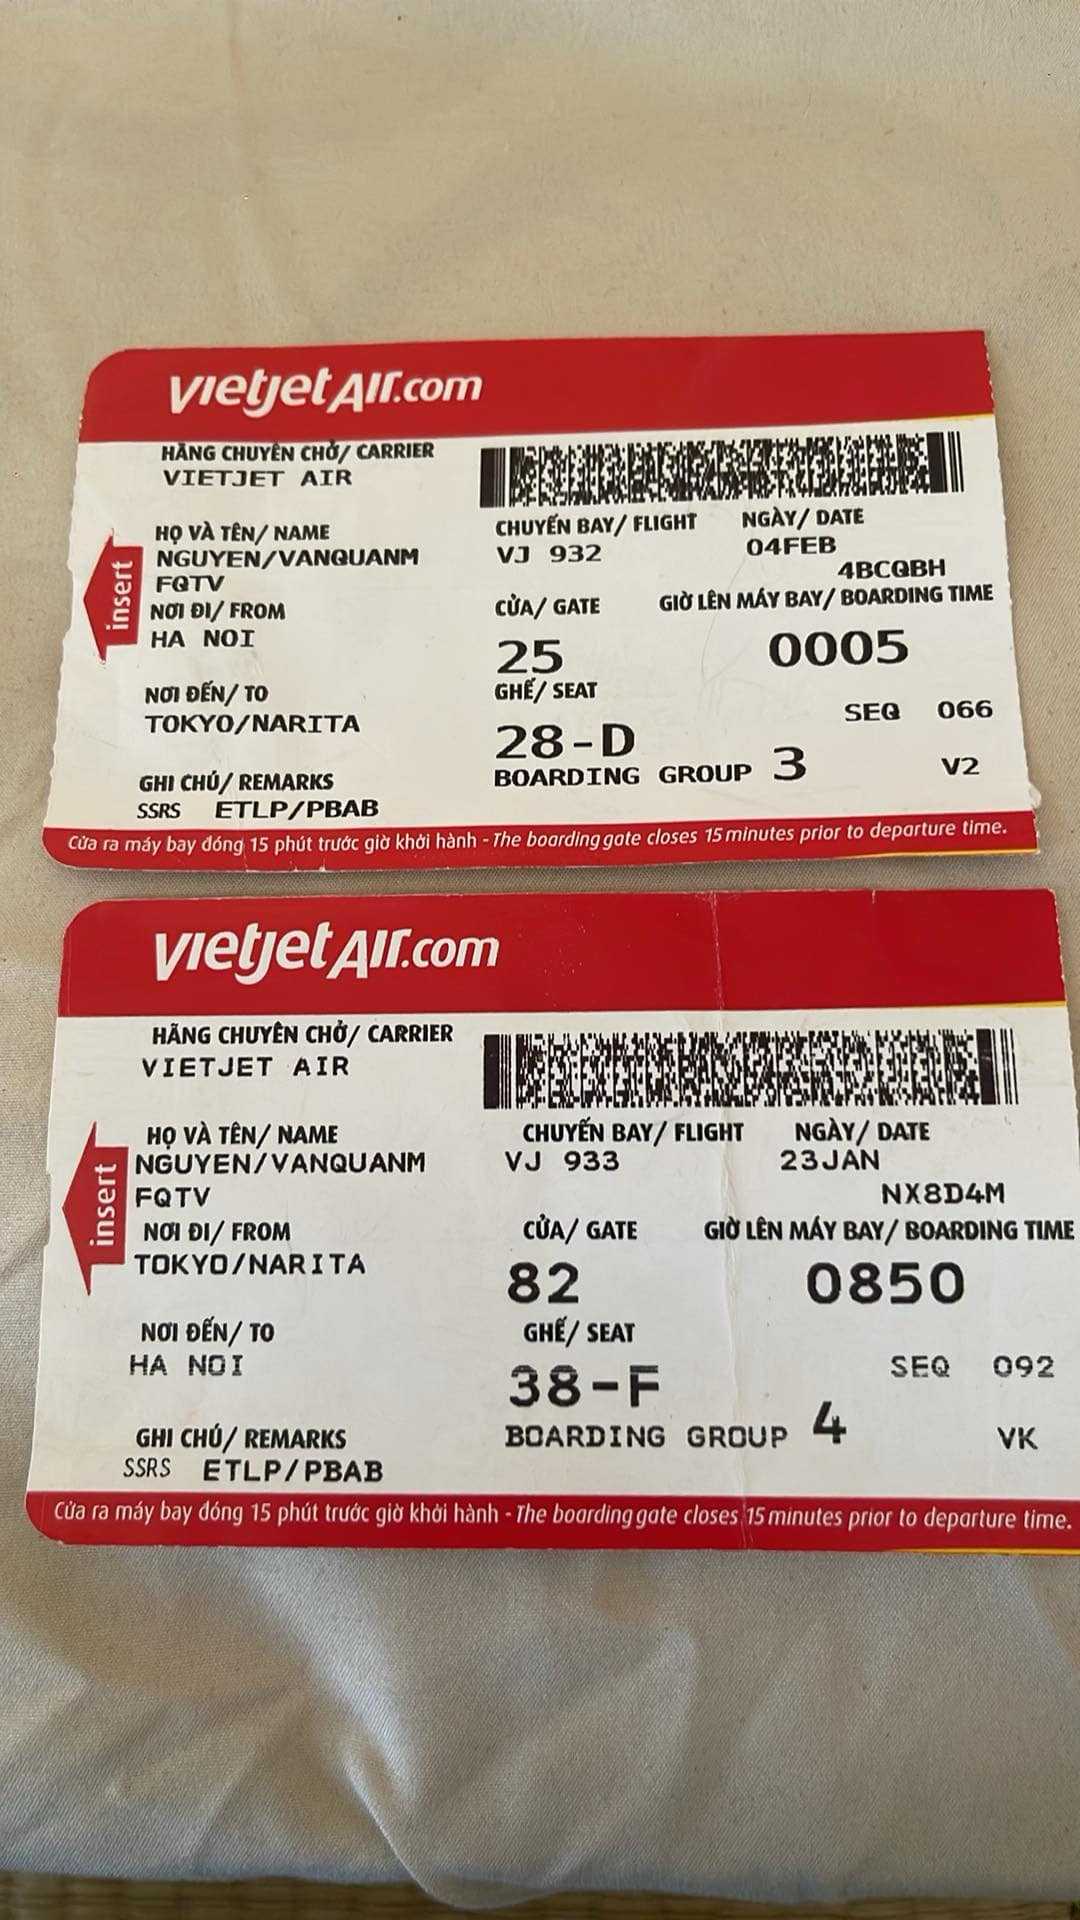 vietjetAir.com
HÃNG CHUYÊN CHỞ/ CARRIER
VIETJET AIR
HỌ VÀ TÊN/ NAME
NGUYEN/VANQUANM
FQTV
CHUYẾN BAY/ FLIGHT
VJ 932
NGÀY/ DATE
04FEB
4BCQBH
NƠI ĐI/ FROM
HA NOI
CỬA/ GATE
25
GIỜ LÊN MÁY BAY/ BOARDING TIME
0005
NƠI ĐẾN/ TO
TOKYO/NARITA
GHẾ/ SEAT
28-D
SEQ 066
GHI CHÚ/ REMARKS
SSRS ETLP/PBAB
BOARDING GROUP 3
V2
insert
Cửa ra máy bay đóng 15 phút trước giờ khởi hành - The boarding gate closes 15 minutes prior to departure time.
vietjetAir.com
HÃNG CHUYÊN CHỞ/ CARRIER
VIETJET AIR
HỌ VÀ TÊN/ NAME
NGUYEN/VANQUANM
FQTV
CHUYẾN BAY/ FLIGHT
VJ 933
NGÀY/ DATE
23JAN
NX8D4M
NƠI ĐI/ FROM
TOKYO/NARITA
CỬA/ GATE
82
GIỜ LÊN MÁY BAY/ BOARDING TIME
0850
NƠI ĐẾN/ TO
HA NOI
GHẾ/ SEAT
38-F
SEQ 092
GHI CHÚ/ REMARKS
SSRS ETLP/PBAB
BOARDING GROUP 4
VK
insert
Cửa ra máy bay đóng 15 phút trước giờ khởi hành - The boarding gate closes 15 minutes prior to departure time.